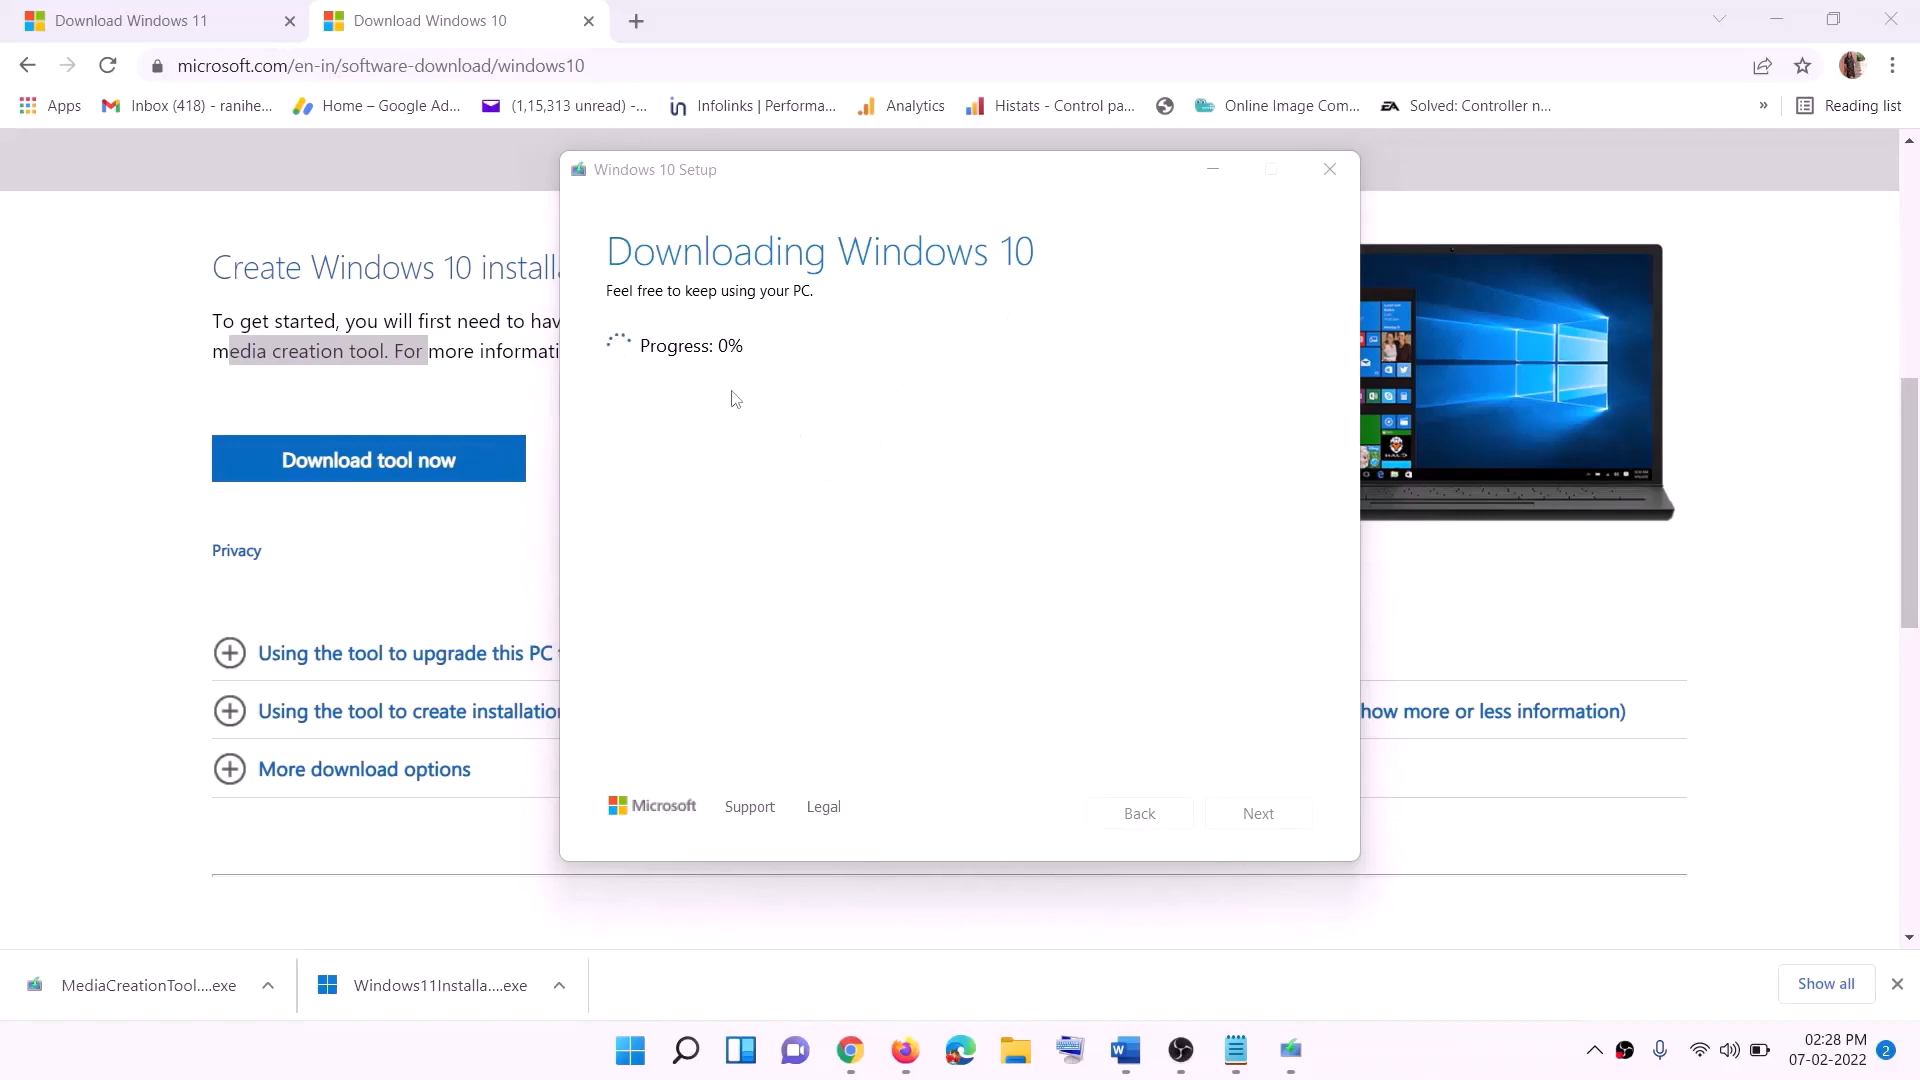 Download Windows 11
Download Windows 10
microsoft.com/en-in/software-download/windows10
Apps
Inbox (418) - ranihe...
Home – Google Ad...
(1,15,313 unread) -...
Infolinks | Performa...
Analytics
Histats - Control pa...
Online Image Com...
Solved: Controller n...
»
Reading list
Windows 10 Setup
Downloading Windows 10
Feel free to keep using your PC.
Progress: 0%
Create Windows 10 installa
To get started, you will first need to hav
media creation tool. For more informati
Download tool now
Privacy
Using the tool to upgrade this PC
Using the tool to create installation
how more or less information)
More download options
Microsoft
Support
Legal
Back
Next
MediaCreationTool....exe
Windows11Installa....exe
Show all
02:28 PM
07-02-2022
2